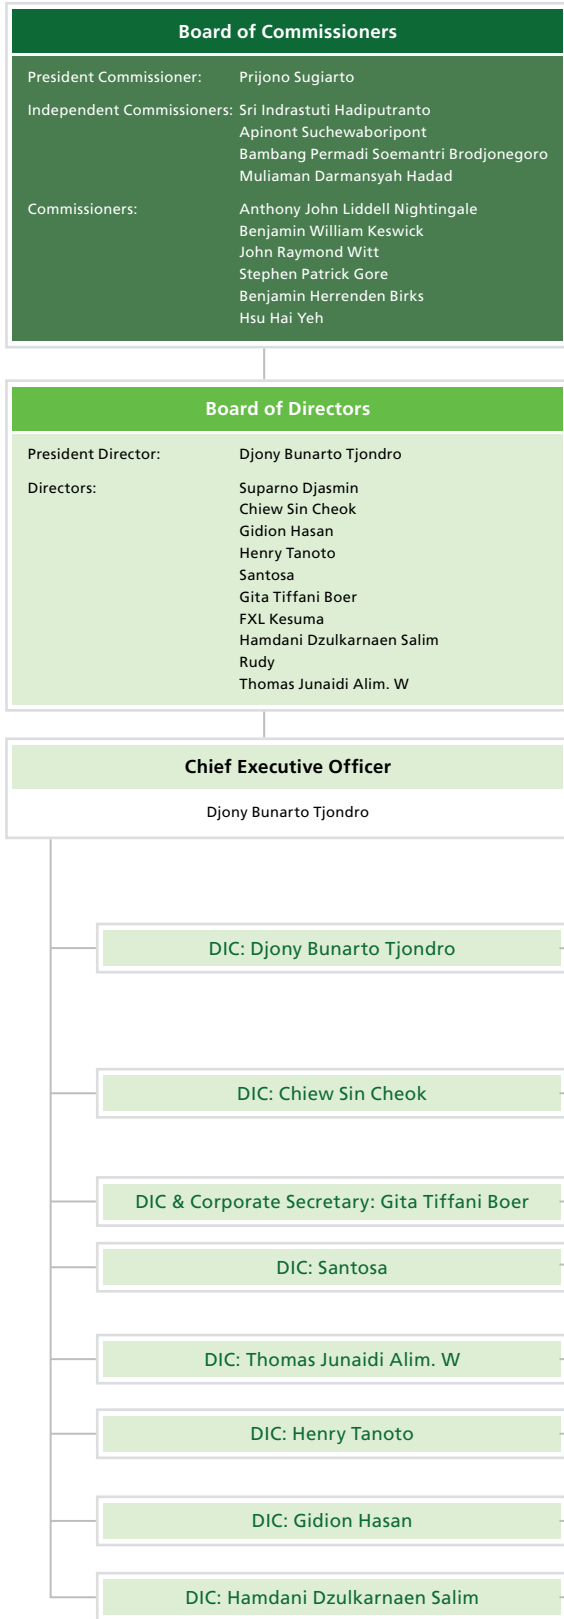 Board of Commissioners
President Commissioner: Prijono Sugiarto
Independent Commissioners: Sri Indrastuti Hadiputranto
Apinont Suchewaboripont
Bambang Permadi Soemantri Brodjonegoro
Muliaman Darmansyah Hadad
Commissioners: Anthony John Liddell Nightingale
Benjamin William Keswick
John Raymond Witt
Stephen Patrick Gore
Benjamin Herrenden Birks
Hsu Hai Yeh
Board of Directors
President Director: Djony Bunarto Tjondro
Directors: Suparno Djasmin
Chiew Sin Cheok
Gidion Hasan
Henry Tanoto
Santosa
Gita Tiffani Boer
FXL Kesuma
Hamdani Dzulkarnaen Salim
Rudy
Thomas Junaidi Alim. W
Chief Executive Officer
Djony Bunarto Tjondro
DIC: Djony Bunarto Tjondro
DIC: Chiew Sin Cheok
DIC & Corporate Secretary: Gita Tiffani Boer
DIC: Santosa
DIC: Thomas Junaidi Alim. W
DIC: Henry Tanoto
DIC: Gidion Hasan
DIC: Hamdani Dzulkarnaen Salim